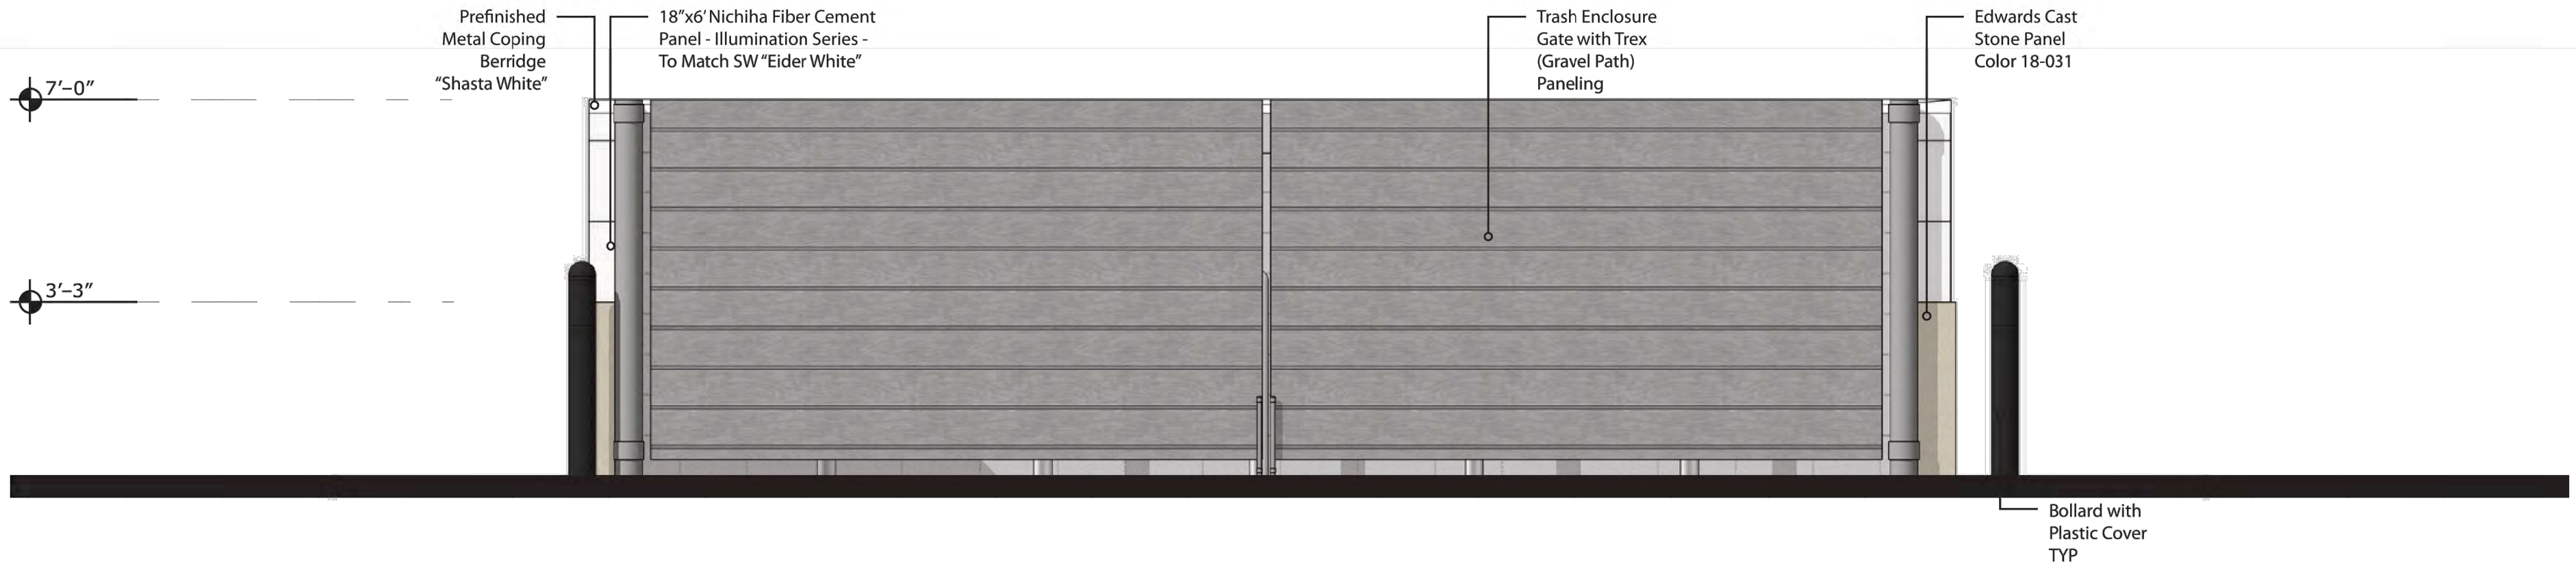 Prefinished
Metal Coping
Berridge
“Shasta White”
18”x6’ Nichiha Fiber Cement
Panel - Illumination Series -
To Match SW “Eider White”
Trash Enclosure
Gate with Trex
(Gravel Path)
Paneling
Edwards Cast
Stone Panel
Color 18-031
7’–0”
3’–3”
Bollard with
Plastic Cover
TYP